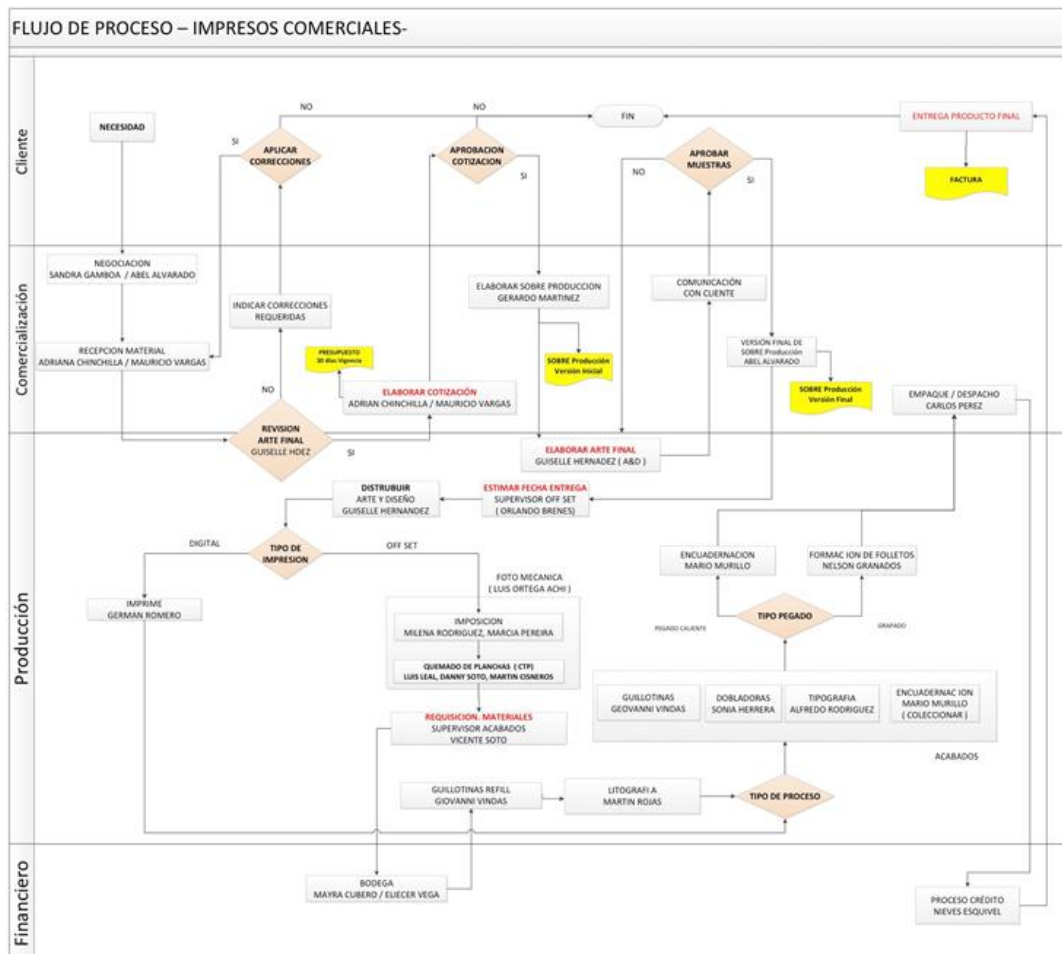 FLUJO DE PROCESO – IMPRESOS COMERCIALES-
Cliente
NECESIDAD
SI
APLICAR
CORRECCIONES
NO
APROBACION
COTIZACION
NO
SI
FIN
APROBAR
MUESTRAS
NO
SI
ENTREGA PRODUCTO FINAL
FACTURA
Comercialización
NEGOCIACION
SANDRA GAMBOA / ABEL ALVARADO
RECEPCION MATERIAL
ADRIANA CHINCHILLA / MAURICIO VARGAS
INDICAR CORRECCIONES
REQUERIDAS
NO
PRESUPUESTO
30 días Vigencia
ELABORAR COTIZACIÓN
ADRIAN CHINCHILLA / MAURICIO VARGAS
ELABORAR SOBRE PRODUCCION
GERARDO MARTINEZ
SOBRE Producción
Versión Inicial
COMUNICACIÓN
CON CLIENTE
VERSIÓN FINAL DE
SOBRE Producción
ABEL ALVARADO
SOBRE Producción
Versión Final
EMPAQUE / DESPACHO
CARLOS PEREZ
Producción
REVISION
ARTE FINAL
GUISELLE HDEZ
SI
ELABORAR ARTE FINAL
GUISELLE HERNADEZ ( A&D )
DISTRUBUIR
ARTE Y DISEÑO
GUISELLE HERNANDEZ
ESTIMAR FECHA ENTREGA
SUPERVISOR OFF SET
( ORLANDO BRENES)
DIGITAL
TIPO DE
IMPRESION
OFF SET
IMPRIME
GERMAN ROMERO
FOTO MECANICA
( LUIS ORTEGA ACHI )
IMPOSICION
MILENA RODRIGUEZ, MARCIA PEREIRA
QUEMADO DE PLANCHAS ( CTP)
LUIS LEAL, DANNY SOTO, MARTIN CISNEROS
REQUISICION. MATERIALES
SUPERVISOR ACABADOS
VICENTE SOTO
GUILLOTINAS REFILL
GIOVANNI VINDAS
LITOGRAFI A
MARTIN ROJAS
TIPO DE PROCESO
ENCUADERNACION
MARIO MURILLO
FORMAC ION DE FOLLETOS
NELSON GRANADOS
PEGADO CALIENTE
TIPO PEGADO
GRAPADO
GUILLOTINAS
GEOVANNI VINDAS
DOBLADORAS
SONIA HERRERA
TIPOGRAFIA
ALFREDO RODRIGUEZ
ENCUADERNAC ION
MARIO MURILLO
( COLECCIONAR )
ACABADOS
Financiero
BODEGA
MAYRA CUBERO / ELIECER VEGA
PROCESO CRÉDITO
NIEVES ESQUIVEL